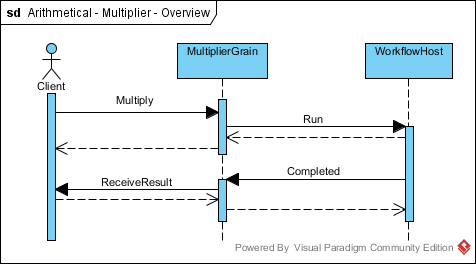 sd Arithmetical - Multiplier - Overview
MultiplierGrain
WorkflowHost
Client
Multiply
Run
Completed
ReceiveResult
Powered By Visual Paradigm Community Edition